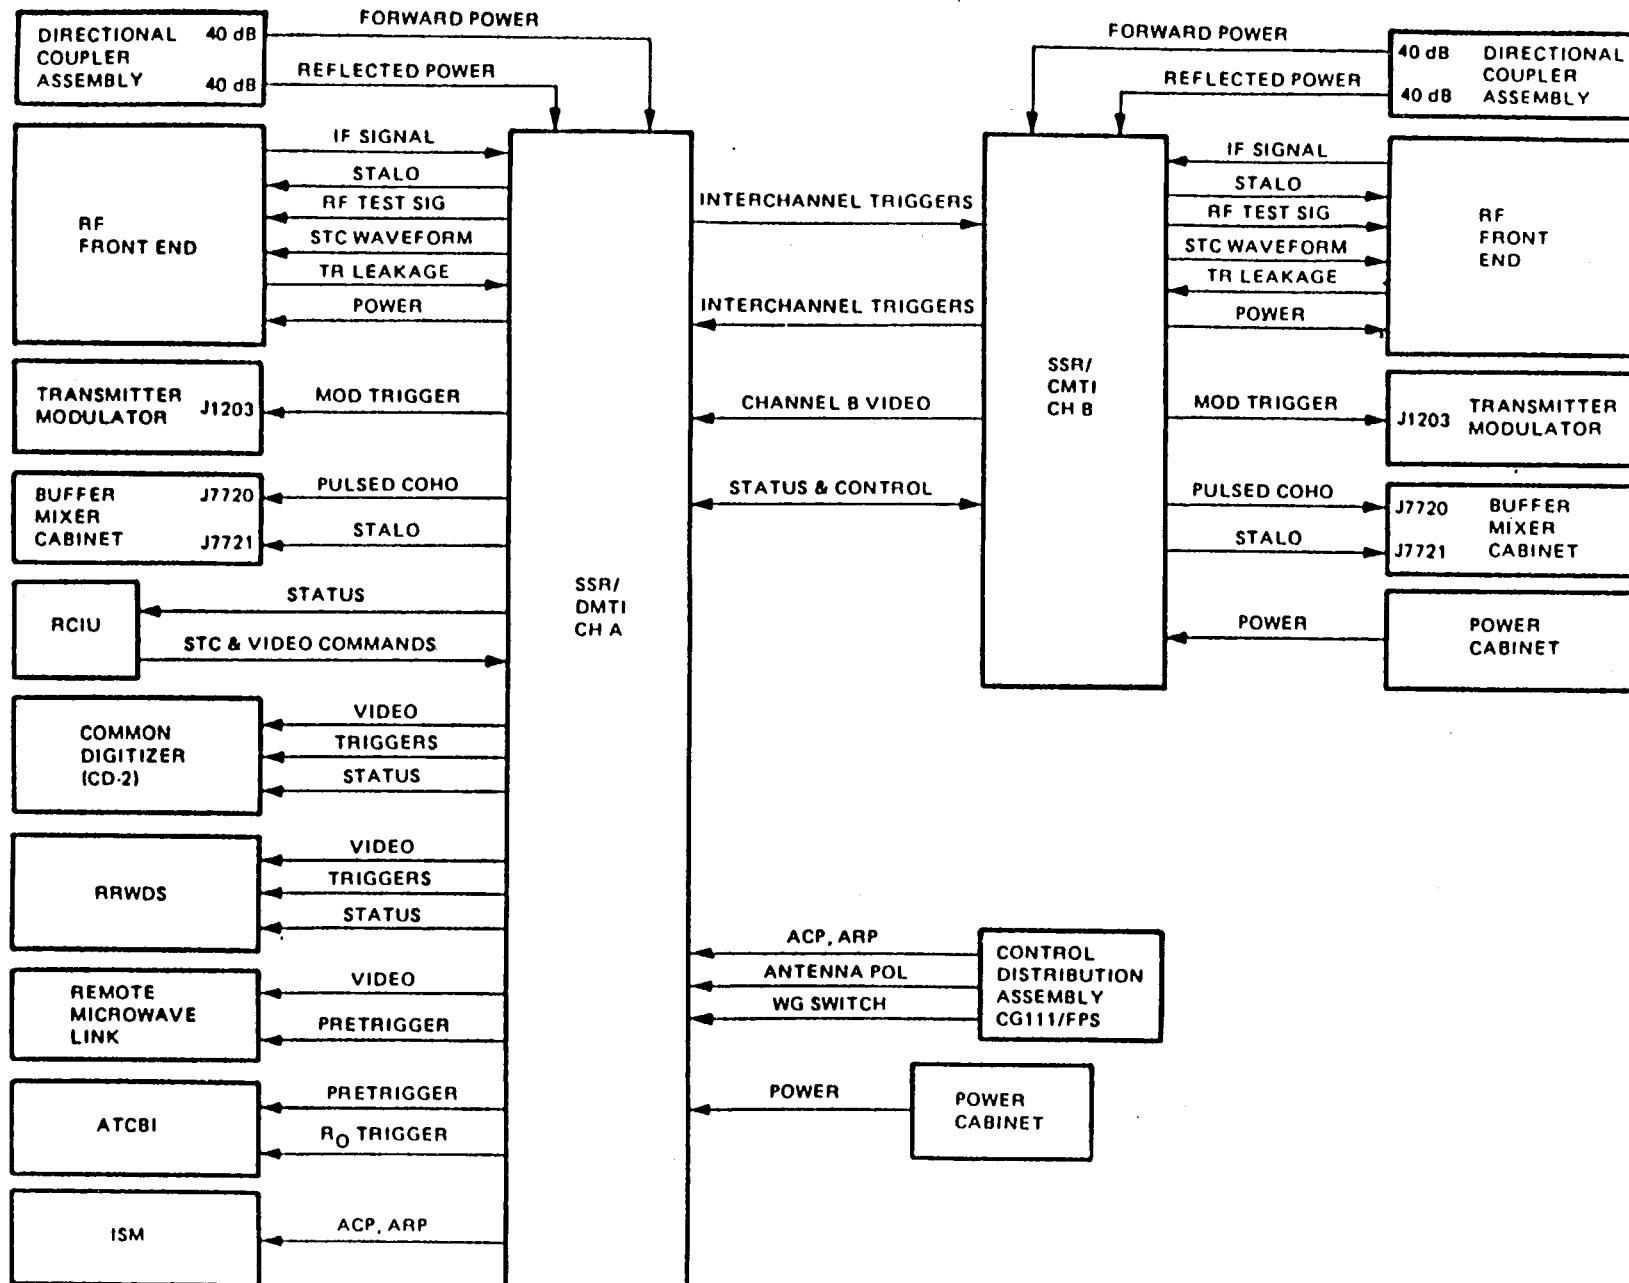 FORWARD POWER
DIRECTIONAL 40 dB
COUPLER
ASSEMBLY 40 dB
REFLECTED POWER
RF
FRONT END
IF SIGNAL
STALO
RF TEST SIG
STC WAVEFORM
TR LEAKAGE
POWER
TRANSMITTER
MODULATOR J1203
MOD TRIGGER
BUFFER J7720
MIXER
CABINET J7721
PULSED COHO
STALO
RCIU
STATUS
STC & VIDEO COMMANDS
COMMON
DIGITIZER
(CD-2)
VIDEO
TRIGGERS
STATUS
RRWDS
VIDEO
TRIGGERS
STATUS
REMOTE
MICROWAVE
LINK
VIDEO
PRETRIGGER
ATCBI
PRETRIGGER
RO TRIGGER
ISM
ACP, ARP
SSR/
DMTI
CH A
INTERCHANNEL TRIGGERS
INTERCHANNEL TRIGGERS
CHANNEL B VIDEO
STATUS & CONTROL
ACP, ARP
ANTENNA POL
WG SWITCH
CONTROL
DISTRIBUTION
ASSEMBLY
CG111/FPS
POWER
POWER
CABINET
SSR/
CMTI
CH B
FORWARD POWER
REFLECTED POWER
40 dB DIRECTIONAL
COUPLER
40 dB ASSEMBLY
IF SIGNAL
STALO
RF TEST SIG
STC WAVEFORM
TR LEAKAGE
POWER
RF
FRONT
END
MOD TRIGGER
J1203 TRANSMITTER
MODULATOR
PULSED COHO
STALO
J7720 BUFFER
MIXER
J7721 CABINET
POWER
POWER
CABINET